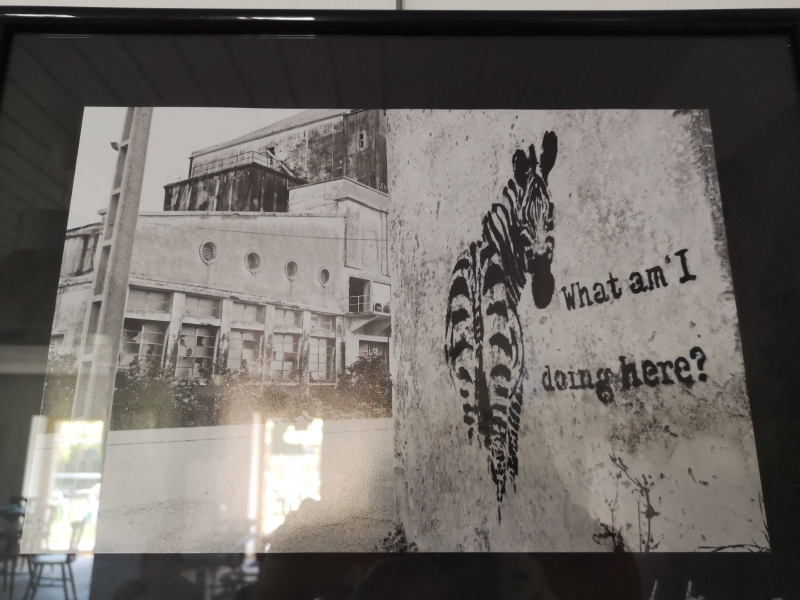 What am I
doing here?